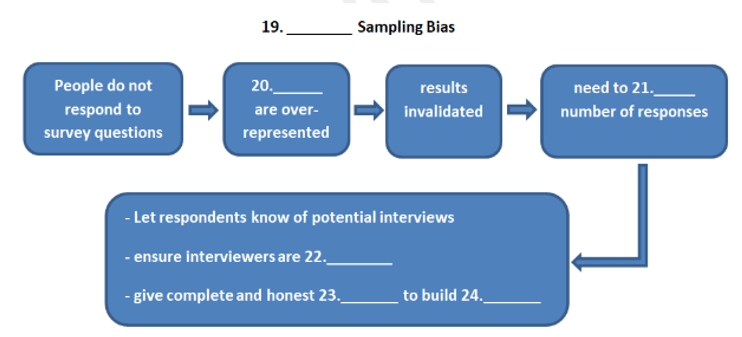 19. ________ Sampling Bias
People do not
respond to
survey questions
20.______
are over-
represented
results
invalidated
need to 21._____
number of responses
- Let respondents know of potential interviews
- ensure interviewers are 22.________
- give complete and honest 23._______ to build 24._______